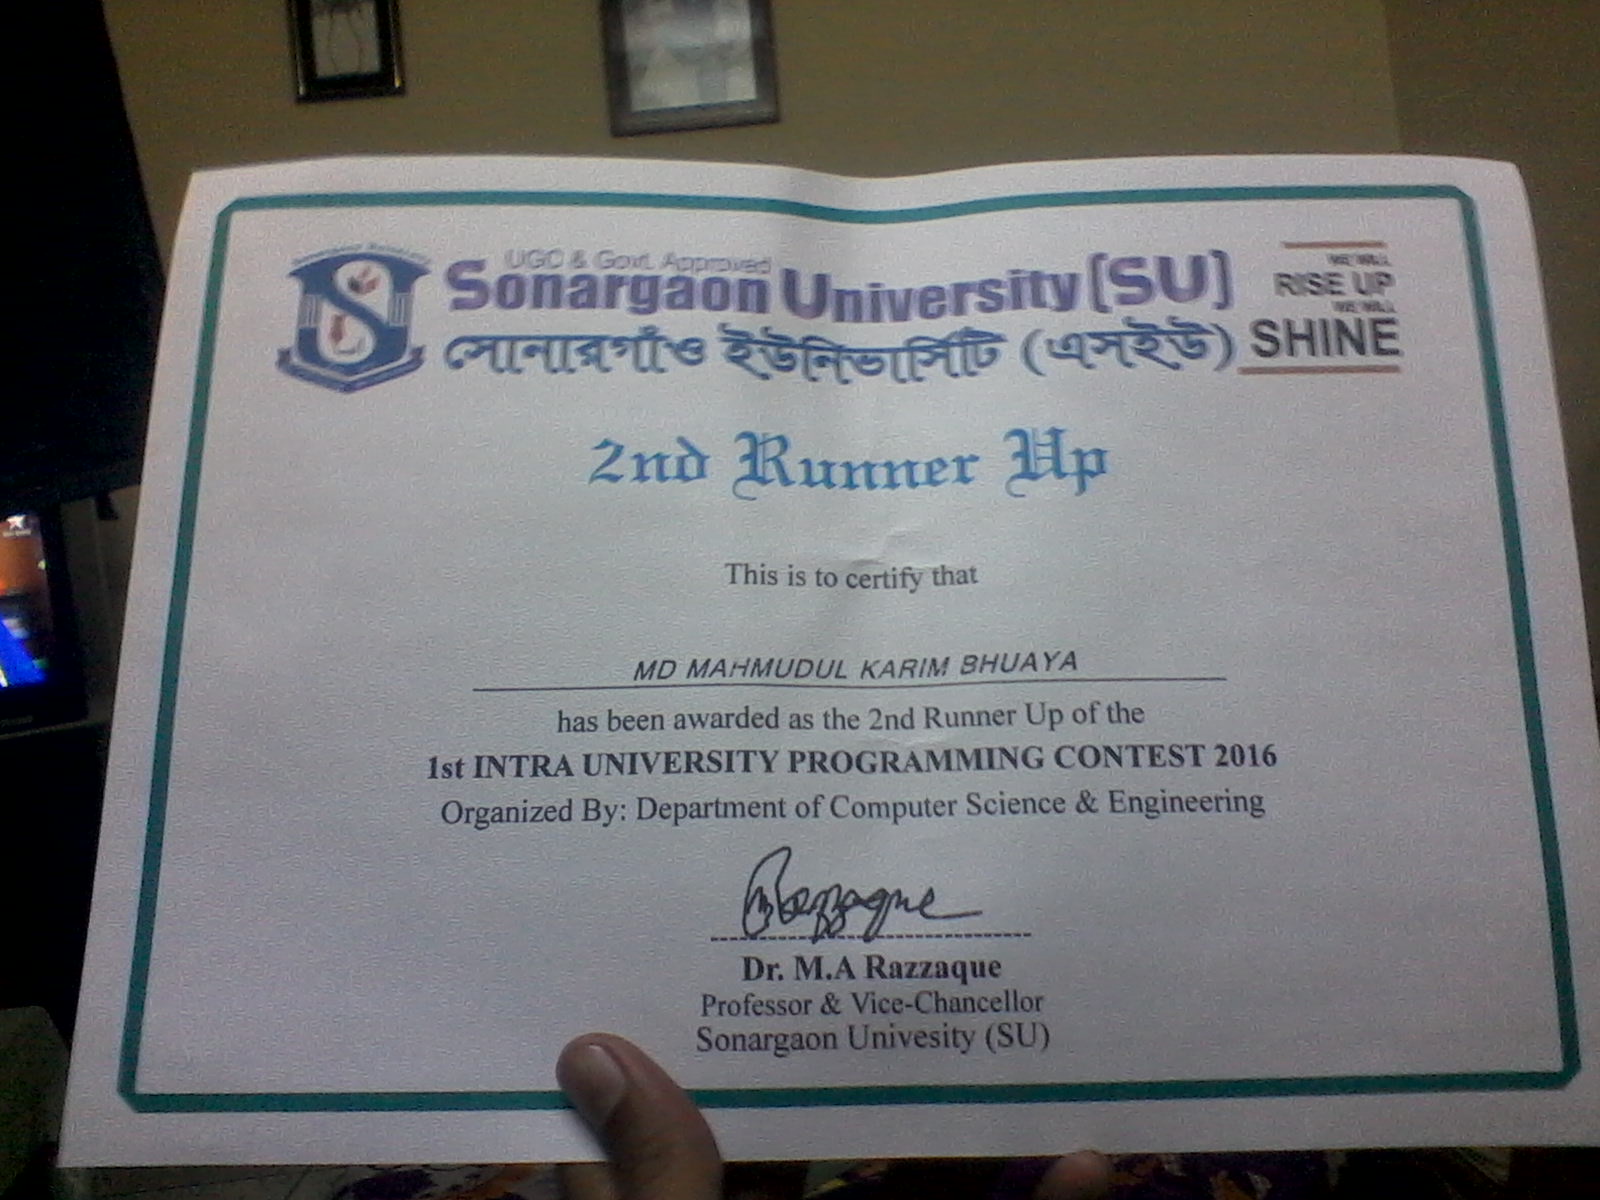 UGC & Govt. Approved
Sonargaon University (SU)
সোনারগাঁও ইউনিভার্সিটি (এসইউ)
WE WILL
RISE UP
WE WILL
SHINE
2nd Runner Up
This is to certify that
MD MAHMUDUL KARIM BHUAYA
has been awarded as the 2nd Runner Up of the
1st INTRA UNIVERSITY PROGRAMMING CONTEST 2016
Organized By: Department of Computer Science & Engineering
Razzaque
Dr. M.A Razzaque
Professor & Vice-Chancellor
Sonargaon Univesity (SU)